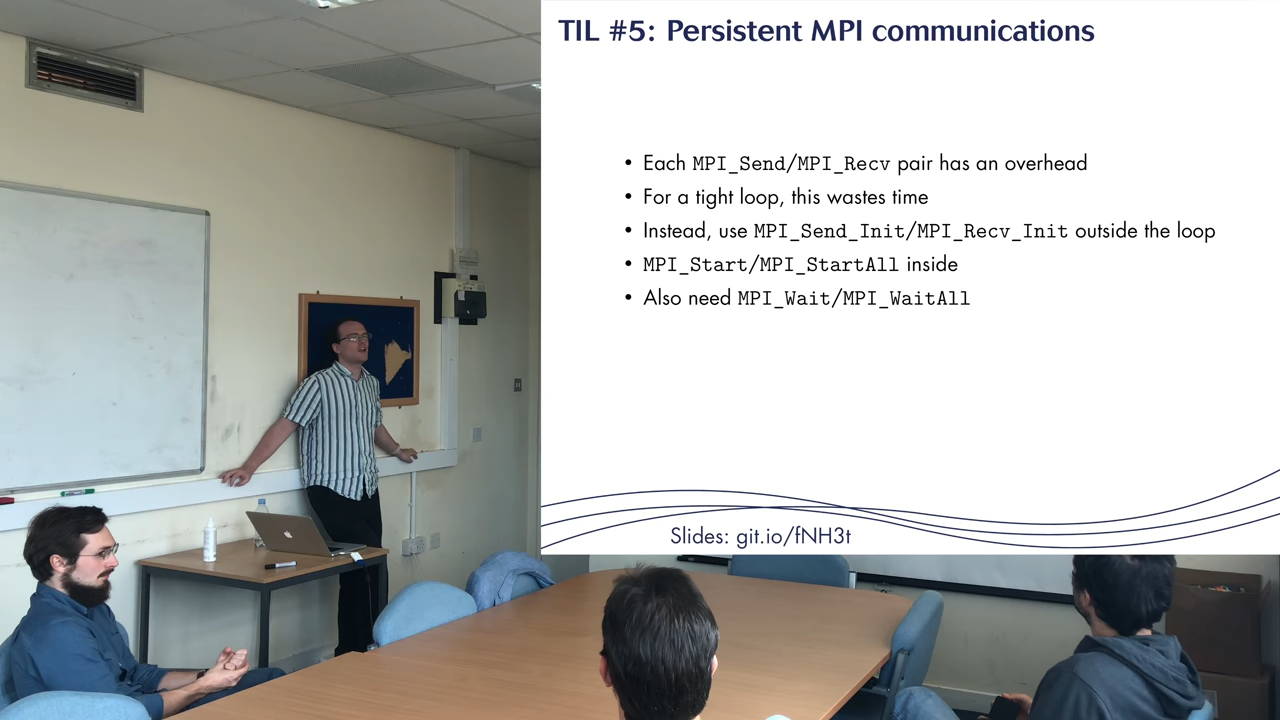 TIL #5: Persistent MPI communications
• Each MPI_Send/MPI_Recv pair has an overhead
• For a tight loop, this wastes time
• Instead, use MPI_Send_Init/MPI_Recv_Init outside the loop
• MPI_Start/MPI_StartAll inside
• Also need MPI_Wait/MPI_WaitAll
Slides: git.io/fNH3t